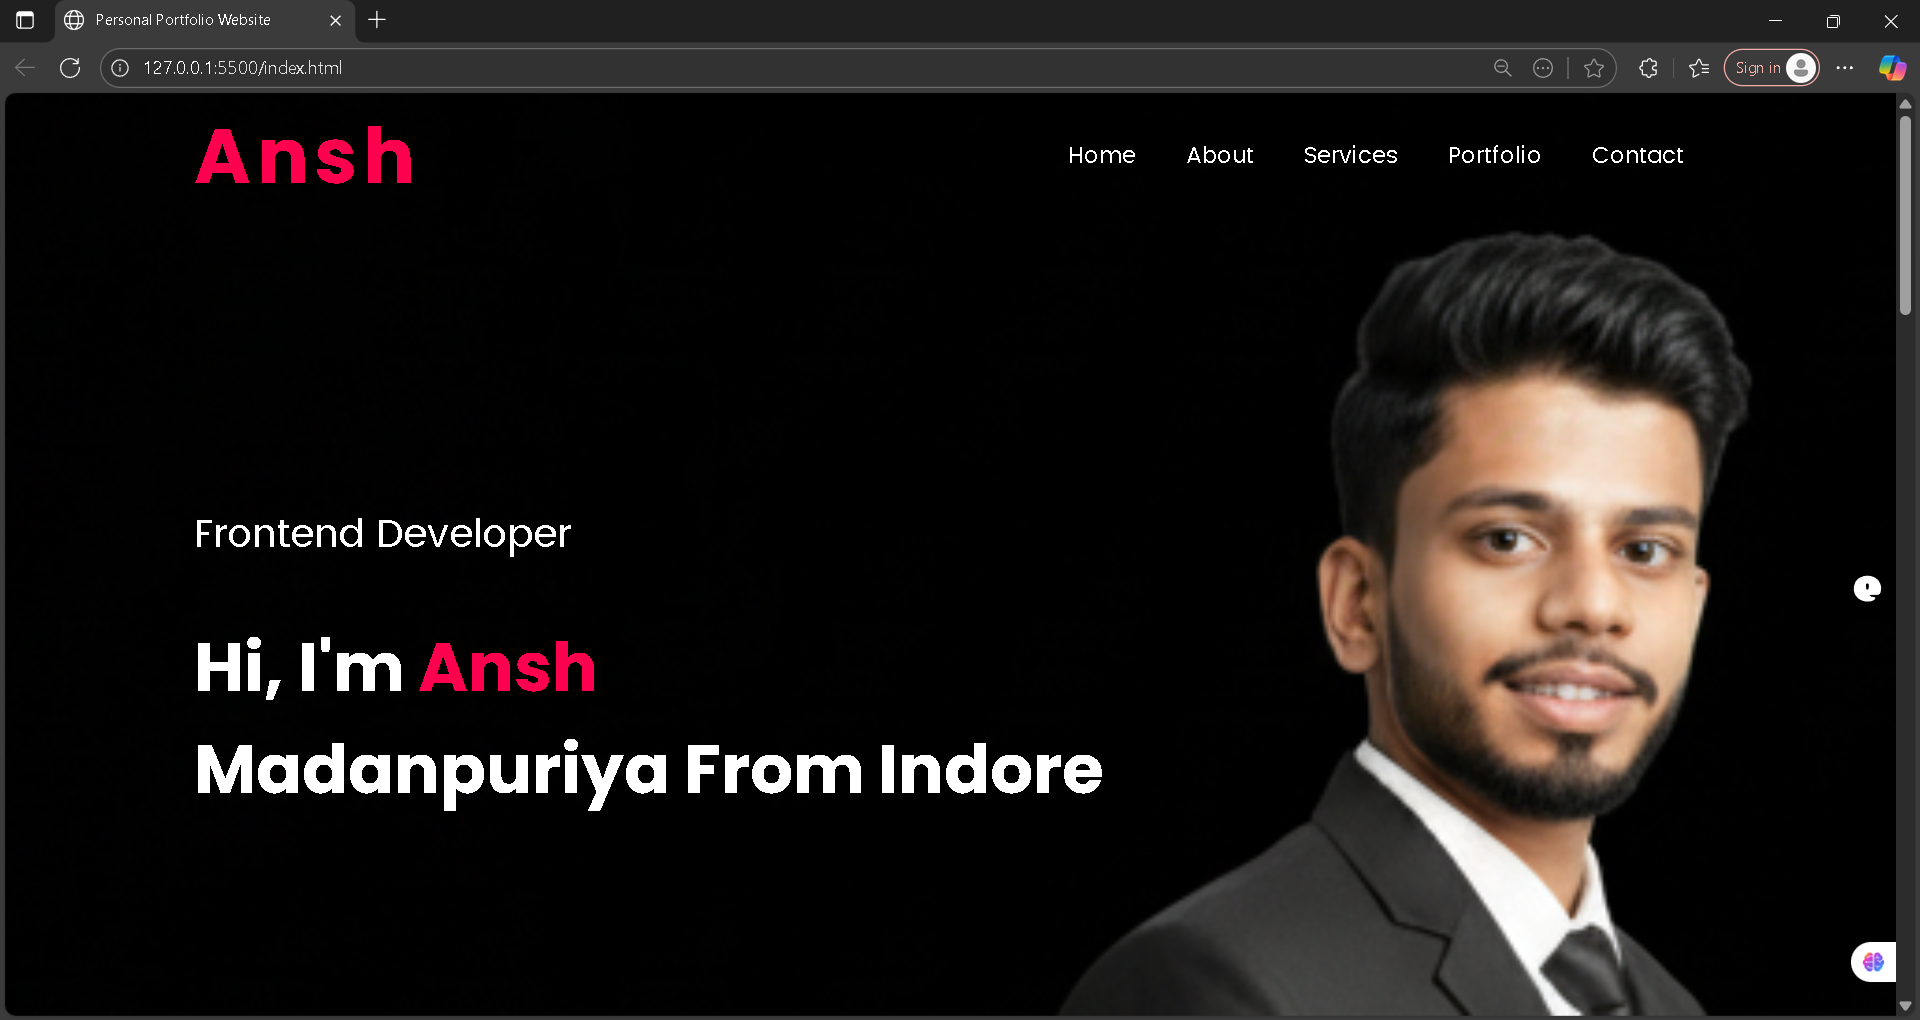 Personal Portfolio Website
127.0.0.1:5500/index.html
Sign in
Ansh
Home About Services Portfolio Contact
Frontend Developer
Hi, I'm Ansh
Madanpuriya From Indore